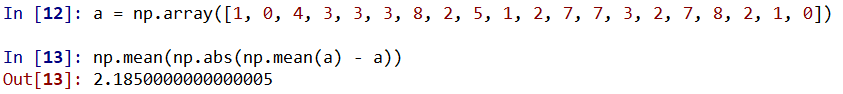 In [12]: a = np.array([1, 0, 4, 3, 3, 3, 8, 2, 5, 1, 2, 7, 7, 3, 2, 7, 8, 2, 1, 0])
In [13]: np.mean(np.abs(np.mean(a) - a))
Out[13]: 2.1850000000000005